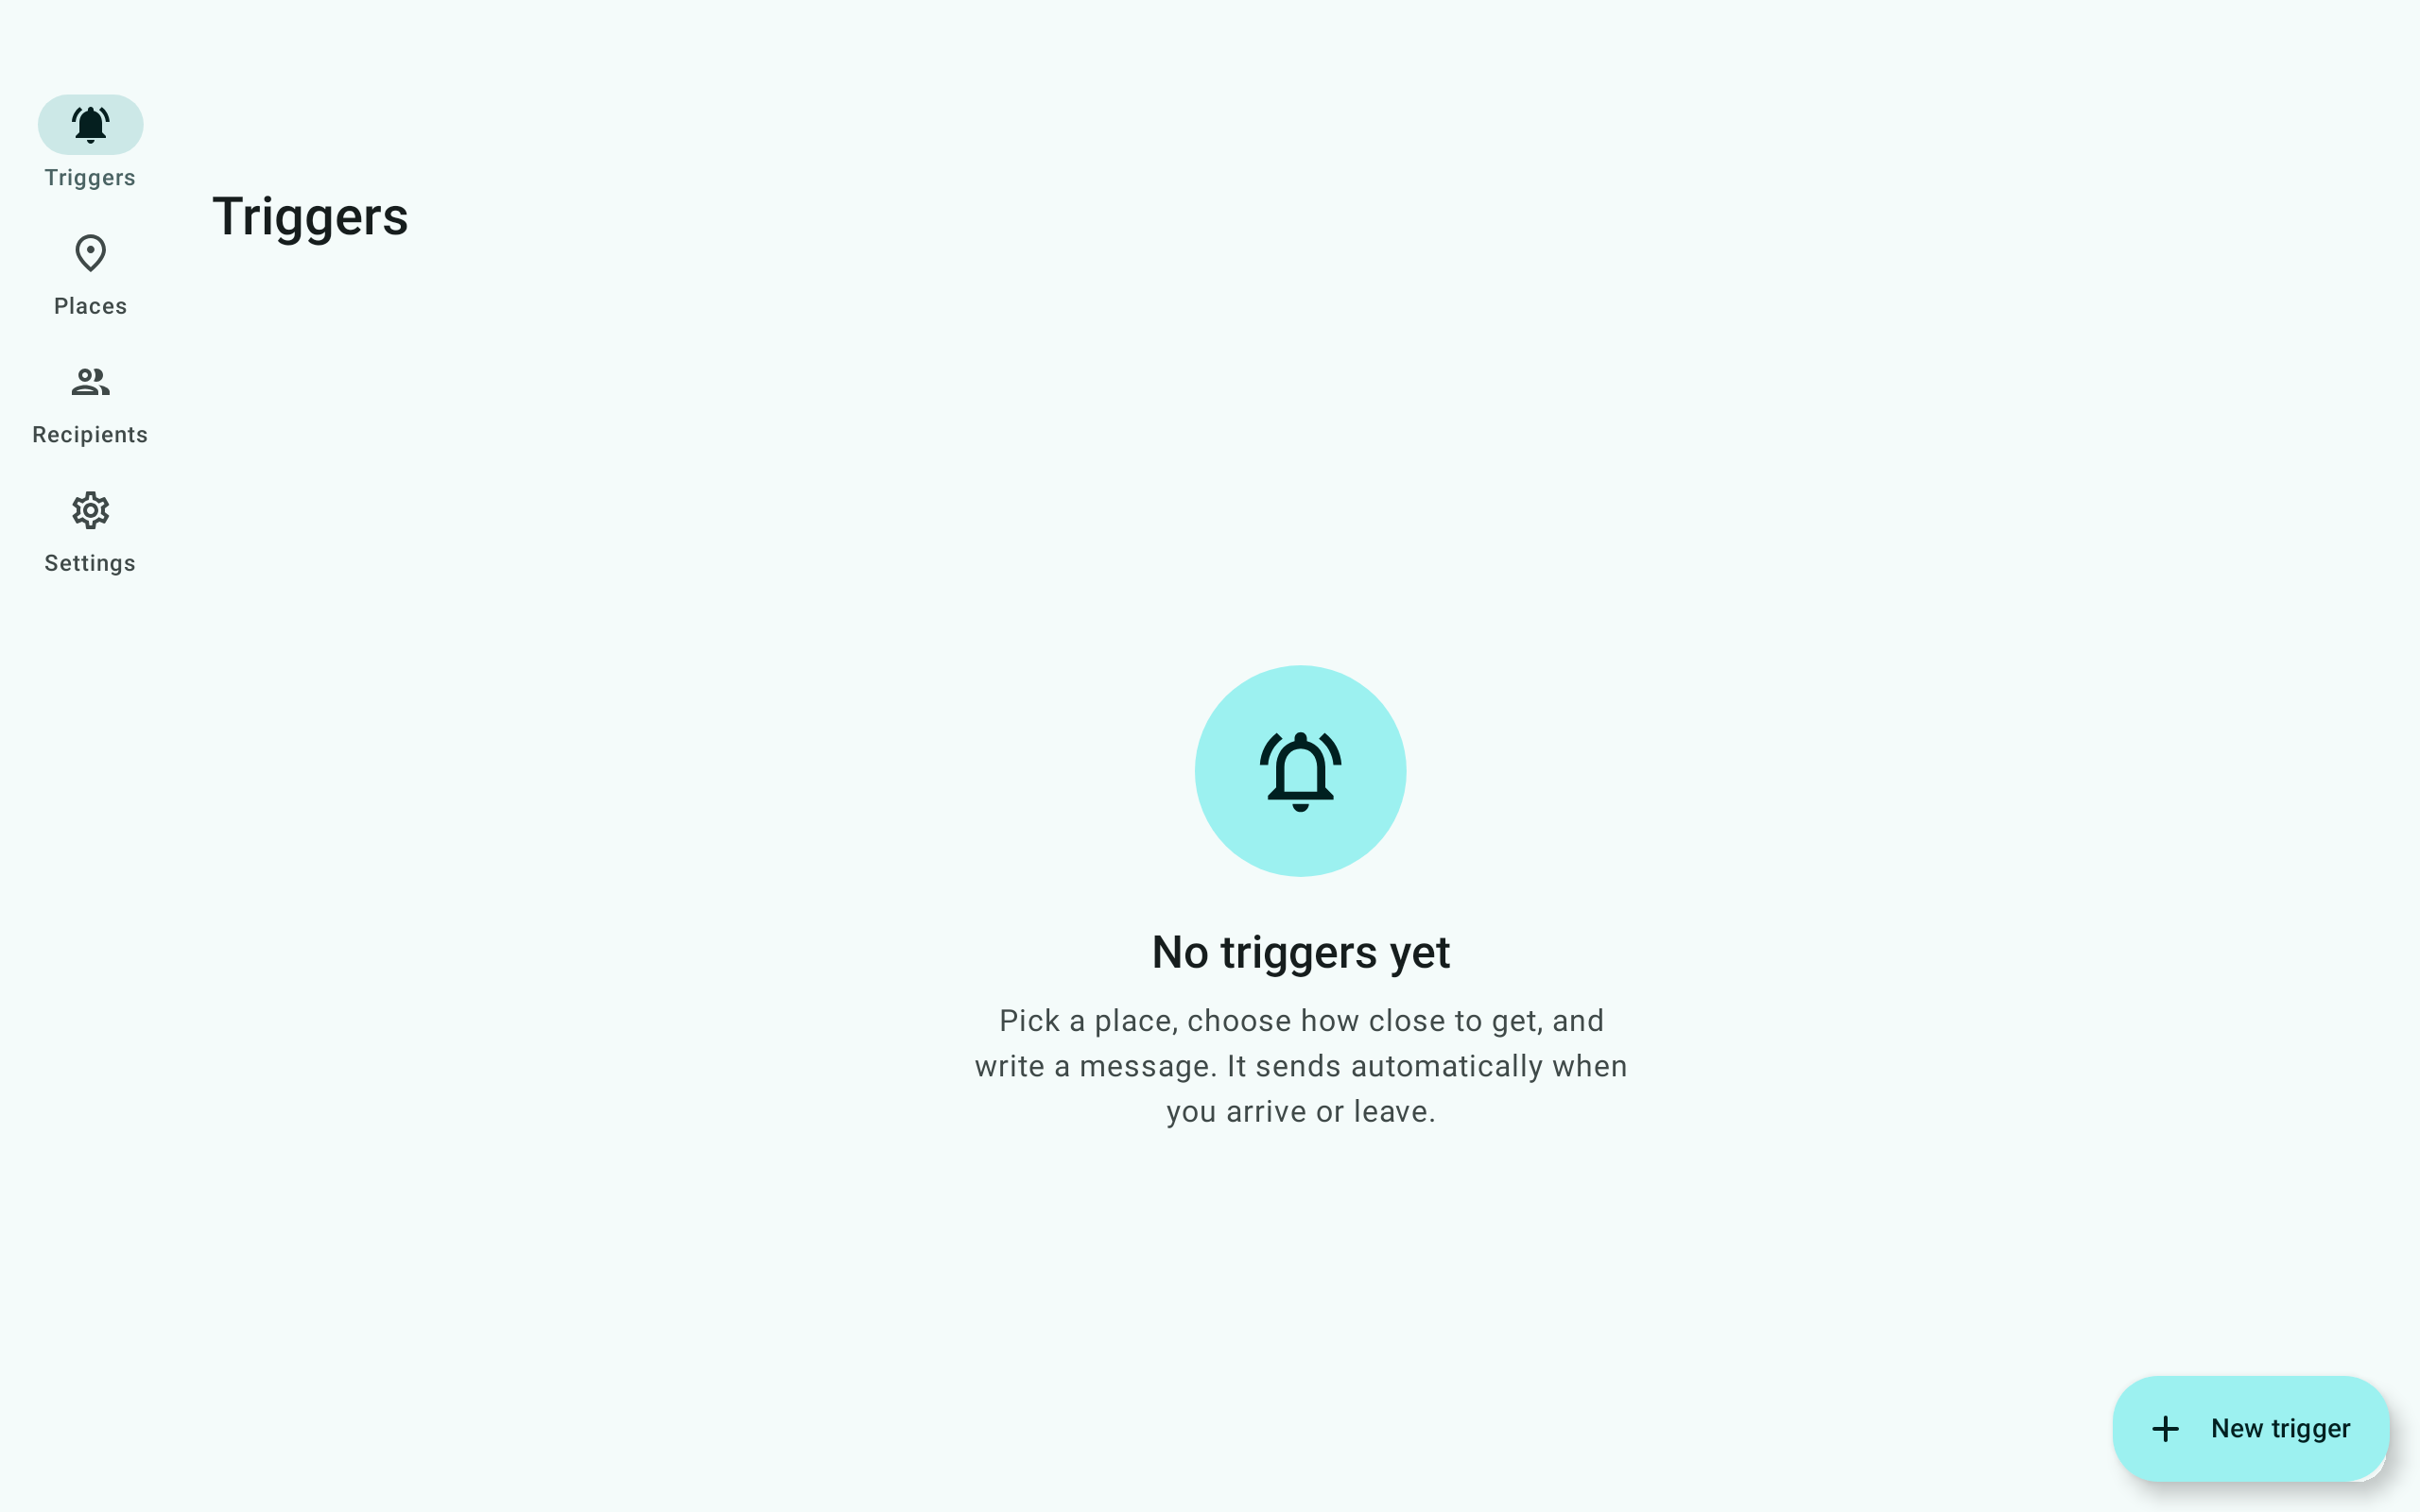 Triggers
Places
Recipients
Settings
Triggers
No triggers yet
Pick a place, choose how close to get, and
write a message. It sends automatically when
you arrive or leave.
New trigger